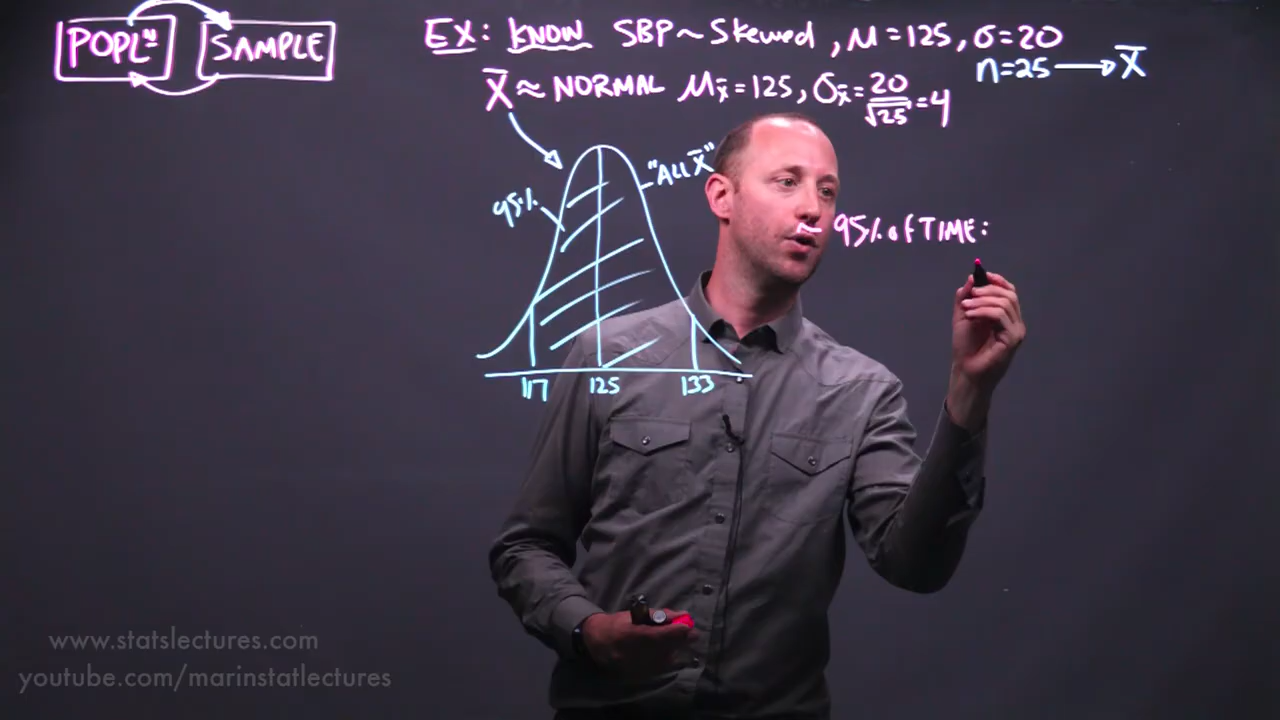 POPLⁿ SAMPLE
EX: KNOW SBP ~ Skewed, μ = 125, σ = 20
n = 25 → X̄
X̄ ≈ NORMAL μx̄ = 125, σx̄ = 20/√25 = 4
"ALL X̄"
95%
≈ 95% of TIME:
117 125 133
www.statslectures.com
youtube.com/marinstatlectures